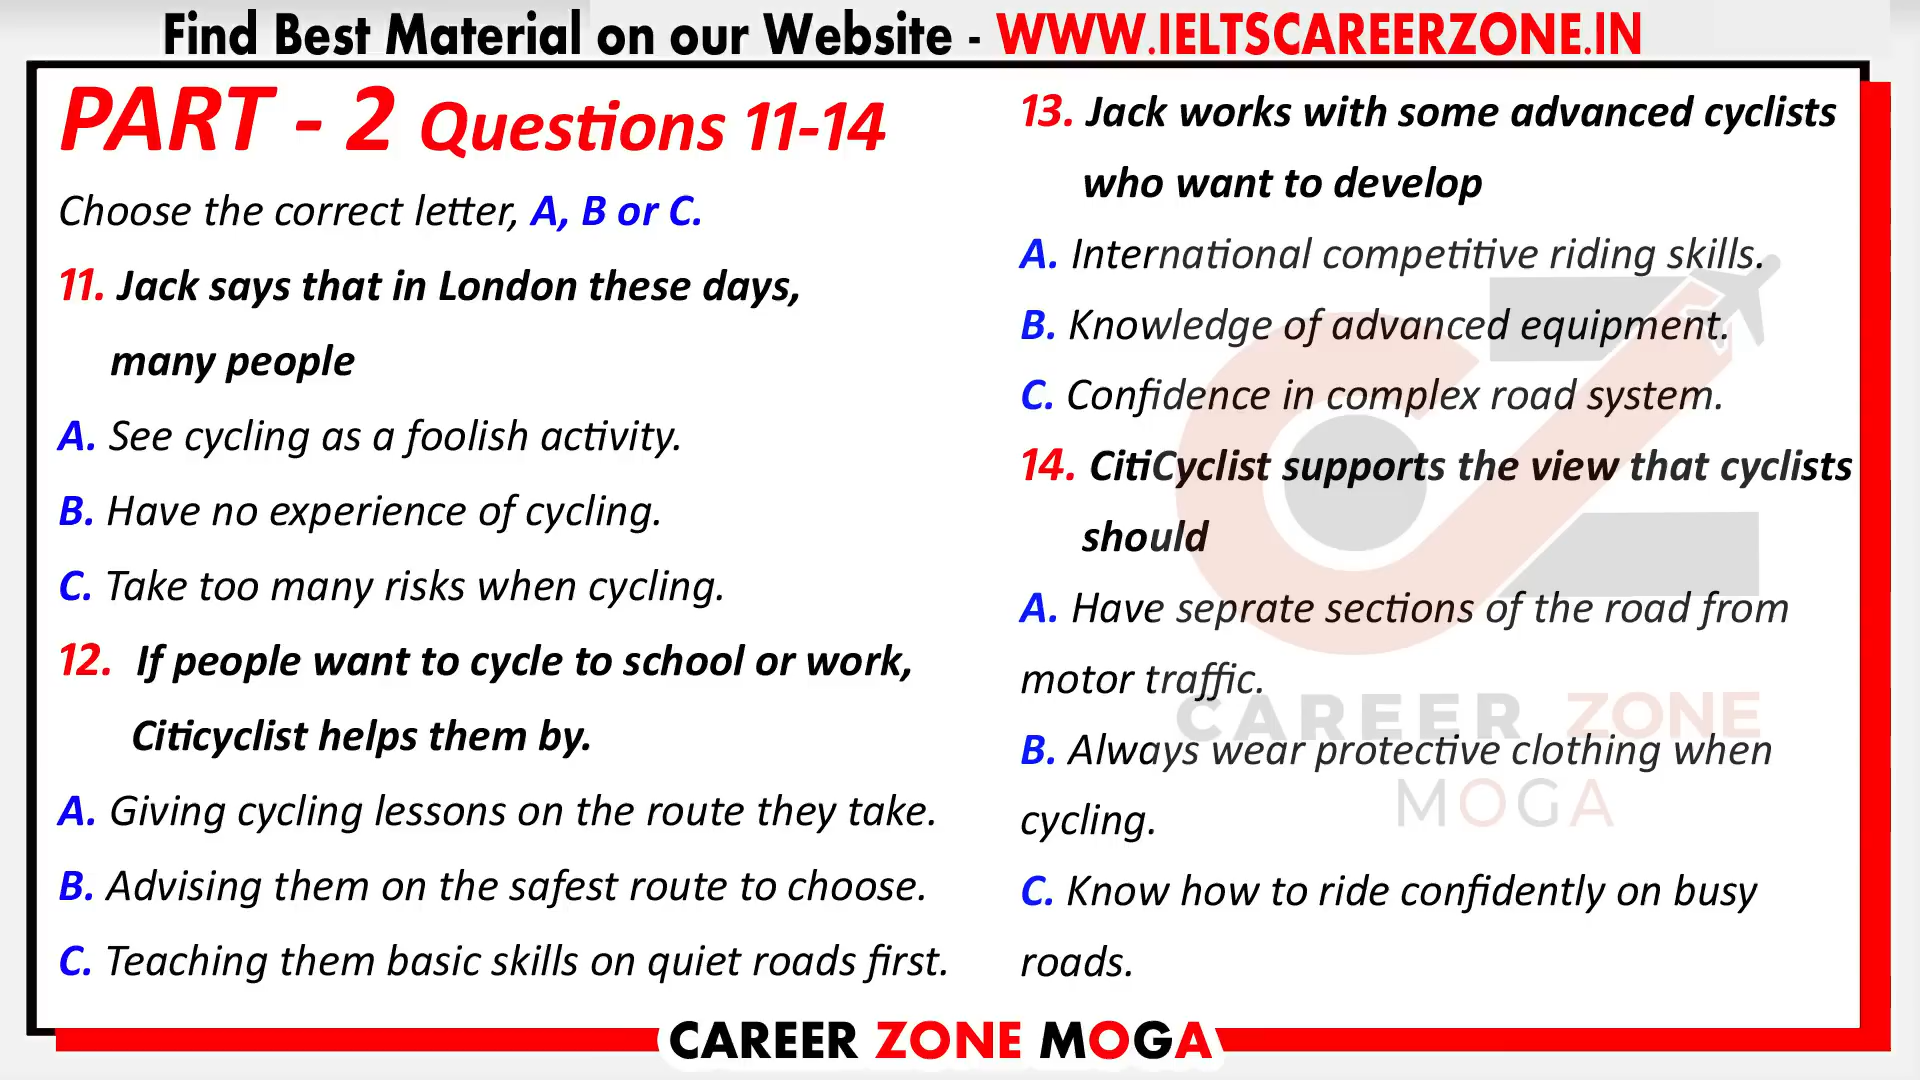 Find Best Material on our Website - WWW.IELTSCAREERZONE.IN
PART - 2 Questions 11-14
Choose the correct letter, A, B or C.
11. Jack says that in London these days,
many people
A. See cycling as a foolish activity.
B. Have no experience of cycling.
C. Take too many risks when cycling.
12. If people want to cycle to school or work,
Citicyclist helps them by.
A. Giving cycling lessons on the route they take.
B. Advising them on the safest route to choose.
C. Teaching them basic skills on quiet roads first.
13. Jack works with some advanced cyclists
who want to develop
A. International competitive riding skills.
B. Knowledge of advanced equipment.
C. Confidence in complex road system.
14. CitiCyclist supports the view that cyclists
should
A. Have seprate sections of the road from
motor traffic.
B. Always wear protective clothing when
cycling.
C. Know how to ride confidently on busy
roads.
CAREER ZONE
MOGA
CAREER ZONE MOGA